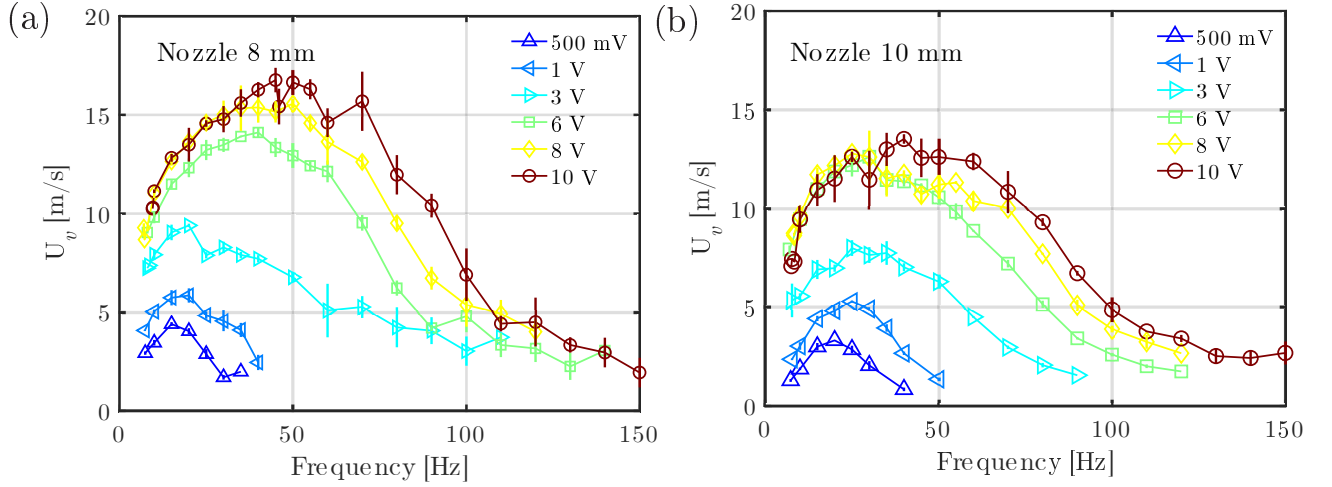 (a)
20
15
10
5
0
U_v [m/s]
Nozzle 8 mm
500 mV
1 V
3 V
6 V
8 V
10 V
0 50 100 150
Frequency [Hz]
(b)
20
15
10
5
0
U_v [m/s]
Nozzle 10 mm
500 mV
1 V
3 V
6 V
8 V
10 V
0 50 100 150
Frequency [Hz]